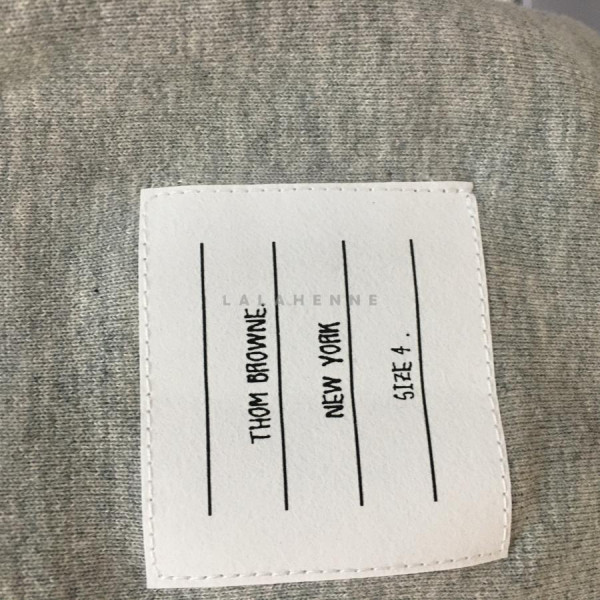 THOM BROWNE.
NEW YORK
SIZE 4 .
LALAHENNE